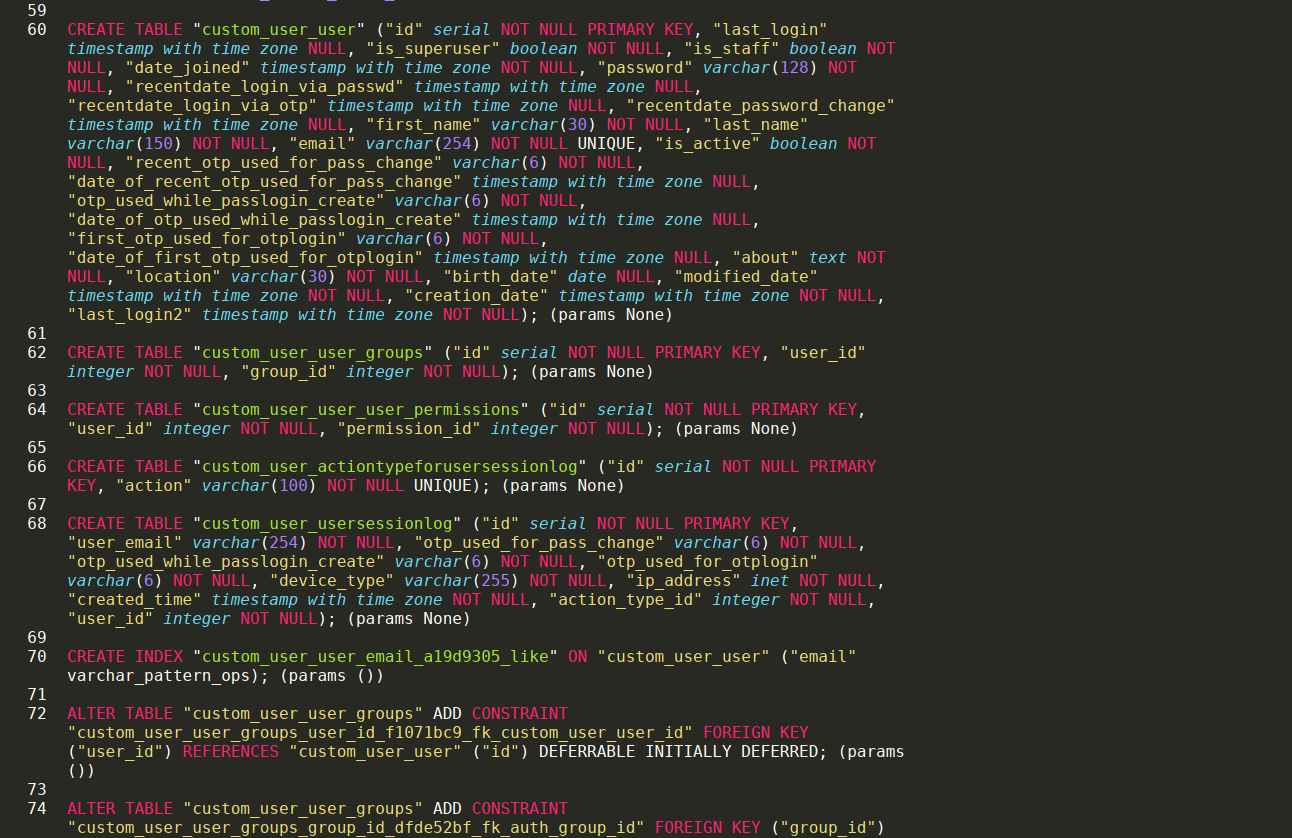 59
60 CREATE TABLE "custom_user_user" ("id" serial NOT NULL PRIMARY KEY, "last_login"
timestamp with time zone NULL, "is_superuser" boolean NOT NULL, "is_staff" boolean NOT
NULL, "date_joined" timestamp with time zone NOT NULL, "password" varchar(128) NOT
NULL, "recentdate_login_via_passwd" timestamp with time zone NULL,
"recentdate_login_via_otp" timestamp with time zone NULL, "recentdate_password_change"
timestamp with time zone NULL, "first_name" varchar(30) NOT NULL, "last_name"
varchar(150) NOT NULL, "email" varchar(254) NOT NULL UNIQUE, "is_active" boolean NOT
NULL, "recent_otp_used_for_pass_change" varchar(6) NOT NULL,
"date_of_recent_otp_used_for_pass_change" timestamp with time zone NULL,
"otp_used_while_passlogin_create" varchar(6) NOT NULL,
"date_of_otp_used_while_passlogin_create" timestamp with time zone NULL,
"first_otp_used_for_otplogin" varchar(6) NOT NULL,
"date_of_first_otp_used_for_otplogin" timestamp with time zone NULL, "about" text NOT
NULL, "location" varchar(30) NOT NULL, "birth_date" date NULL, "modified_date"
timestamp with time zone NOT NULL, "creation_date" timestamp with time zone NOT NULL,
"last_login2" timestamp with time zone NOT NULL); (params None)
61
62 CREATE TABLE "custom_user_user_groups" ("id" serial NOT NULL PRIMARY KEY, "user_id"
integer NOT NULL, "group_id" integer NOT NULL); (params None)
63
64 CREATE TABLE "custom_user_user_user_permissions" ("id" serial NOT NULL PRIMARY KEY,
"user_id" integer NOT NULL, "permission_id" integer NOT NULL); (params None)
65
66 CREATE TABLE "custom_user_actiontypeforusersessionlog" ("id" serial NOT NULL PRIMARY
KEY, "action" varchar(100) NOT NULL UNIQUE); (params None)
67
68 CREATE TABLE "custom_user_usersessionlog" ("id" serial NOT NULL PRIMARY KEY,
"user_email" varchar(254) NOT NULL, "otp_used_for_pass_change" varchar(6) NOT NULL,
"otp_used_while_passlogin_create" varchar(6) NOT NULL, "otp_used_for_otplogin"
varchar(6) NOT NULL, "device_type" varchar(255) NOT NULL, "ip_address" inet NOT NULL,
"created_time" timestamp with time zone NOT NULL, "action_type_id" integer NOT NULL,
"user_id" integer NOT NULL); (params None)
69
70 CREATE INDEX "custom_user_user_email_a19d9305_like" ON "custom_user_user" ("email"
varchar_pattern_ops); (params ())
71
72 ALTER TABLE "custom_user_user_groups" ADD CONSTRAINT
"custom_user_user_groups_user_id_f1071bc9_fk_custom_user_user_id" FOREIGN KEY
("user_id") REFERENCES "custom_user_user" ("id") DEFERRABLE INITIALLY DEFERRED; (params
())
73
74 ALTER TABLE "custom_user_user_groups" ADD CONSTRAINT
"custom_user_user_groups_group_id_dfde52bf_fk_auth_group_id" FOREIGN KEY ("group_id")